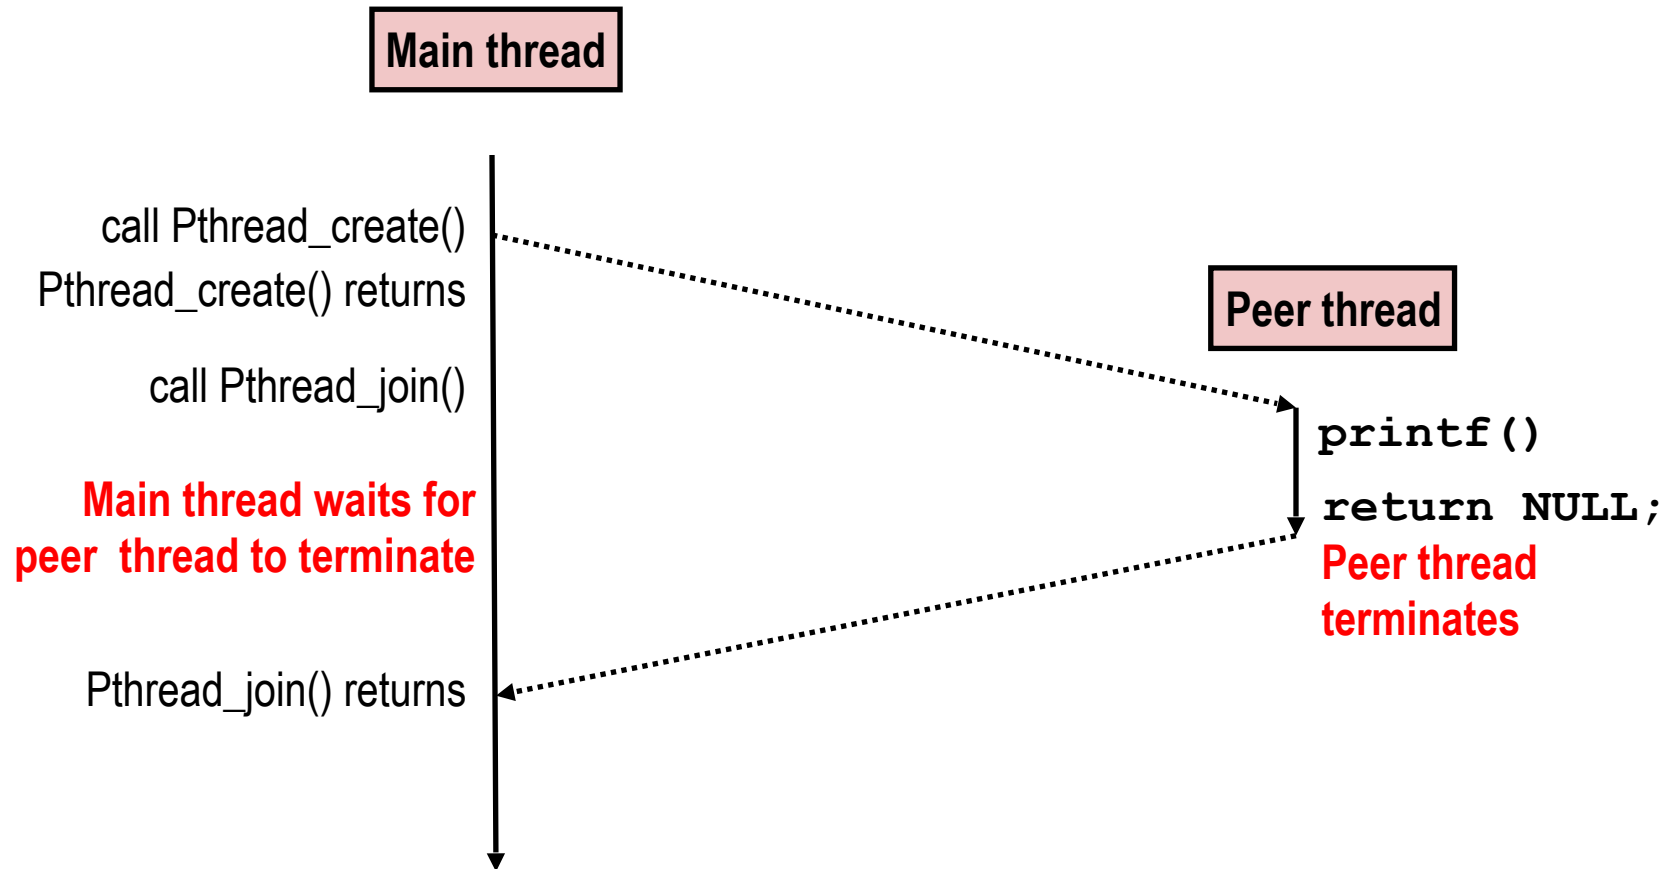 Main thread
call Pthread_create()
Pthread_create() returns
Peer thread
call Pthread_join()
printf()
Main thread waits for
peer thread to terminate
return NULL;
Peer thread
terminates
Pthread_join() returns